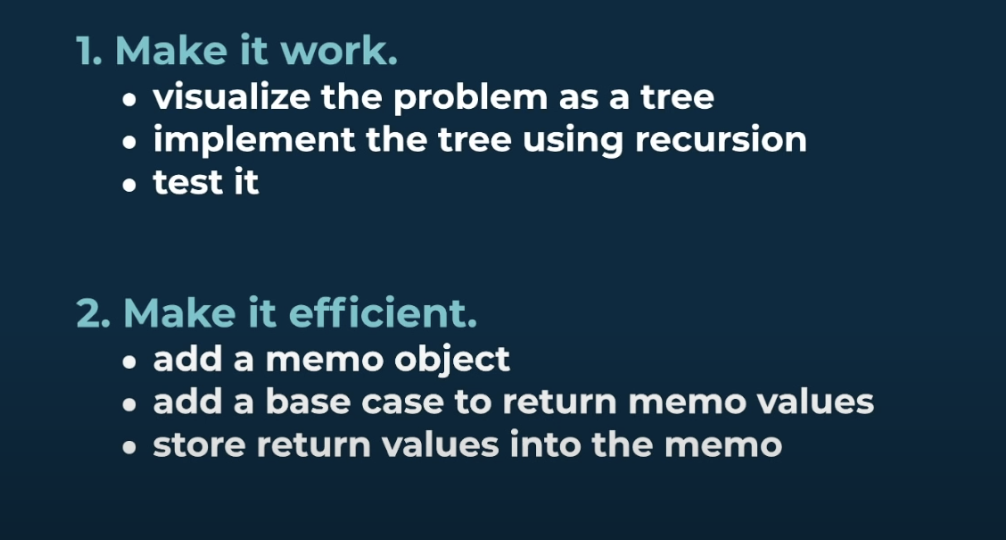 1. Make it work.
• visualize the problem as a tree
• implement the tree using recursion
• test it
2. Make it efficient.
• add a memo object
• add a base case to return memo values
• store return values into the memo